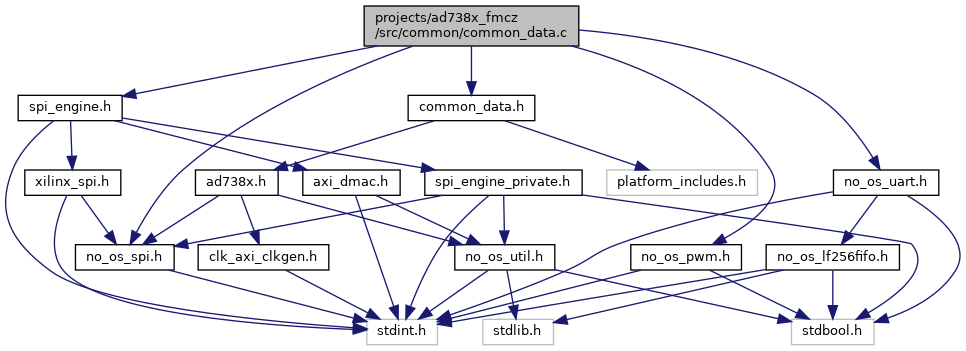 projects/ad738x_fmcz
/src/common/common_data.c
spi_engine.h
common_data.h
xilinx_spi.h
ad738x.h
axi_dmac.h
spi_engine_private.h
platform_includes.h
no_os_uart.h
no_os_spi.h
clk_axi_clkgen.h
no_os_util.h
no_os_pwm.h
no_os_lf256fifo.h
stdint.h
stdlib.h
stdbool.h